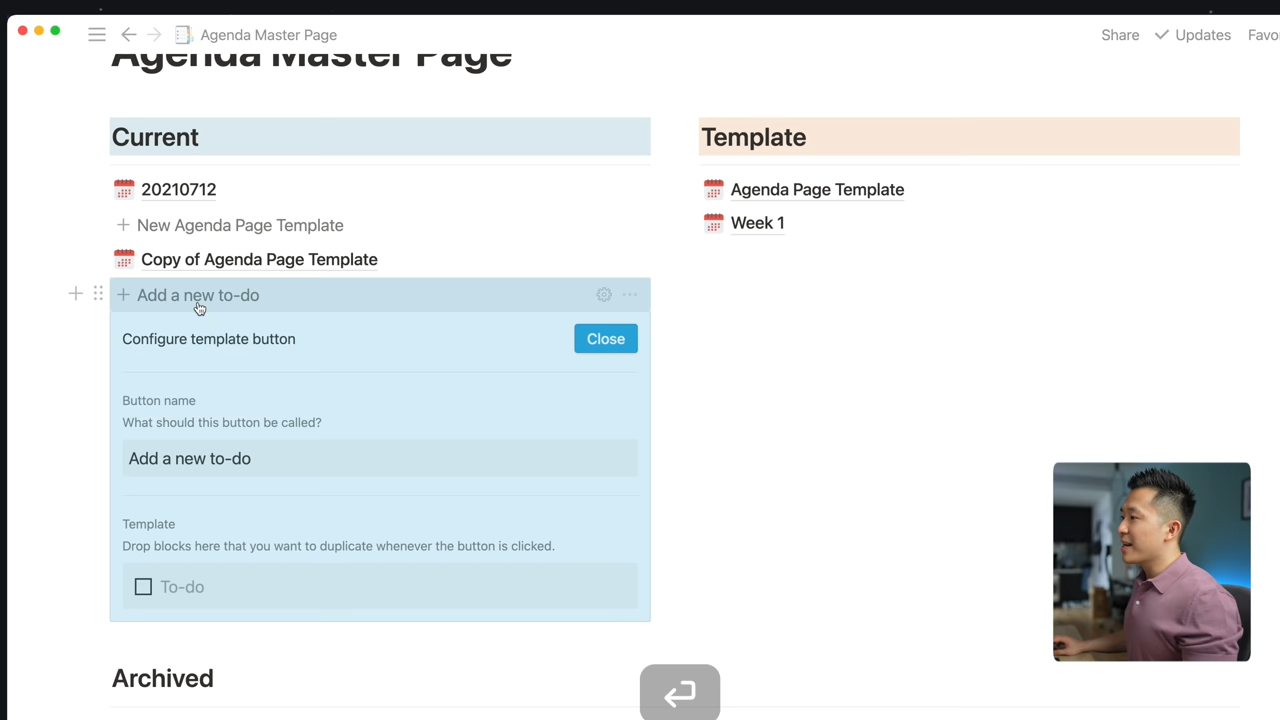 Agenda Master Page
Share
Updates
Favo
Agenda Master Page
Current
20210712
New Agenda Page Template
Copy of Agenda Page Template
Add a new to-do
Configure template button
Close
Button name
What should this button be called?
Add a new to-do
Template
Drop blocks here that you want to duplicate whenever the button is clicked.
To-do
Archived
Template
Agenda Page Template
Week 1